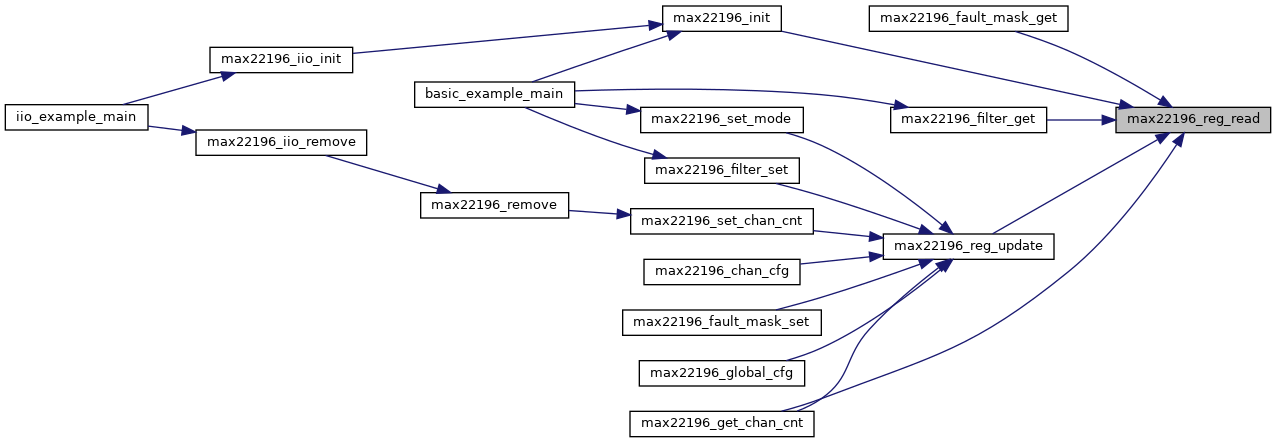 max22196_init
max22196_fault_mask_get
max22196_iio_init
basic_example_main
iio_example_main
max22196_set_mode
max22196_filter_get
max22196_reg_read
max22196_iio_remove
max22196_filter_set
max22196_remove
max22196_set_chan_cnt
max22196_reg_update
max22196_chan_cfg
max22196_fault_mask_set
max22196_global_cfg
max22196_get_chan_cnt